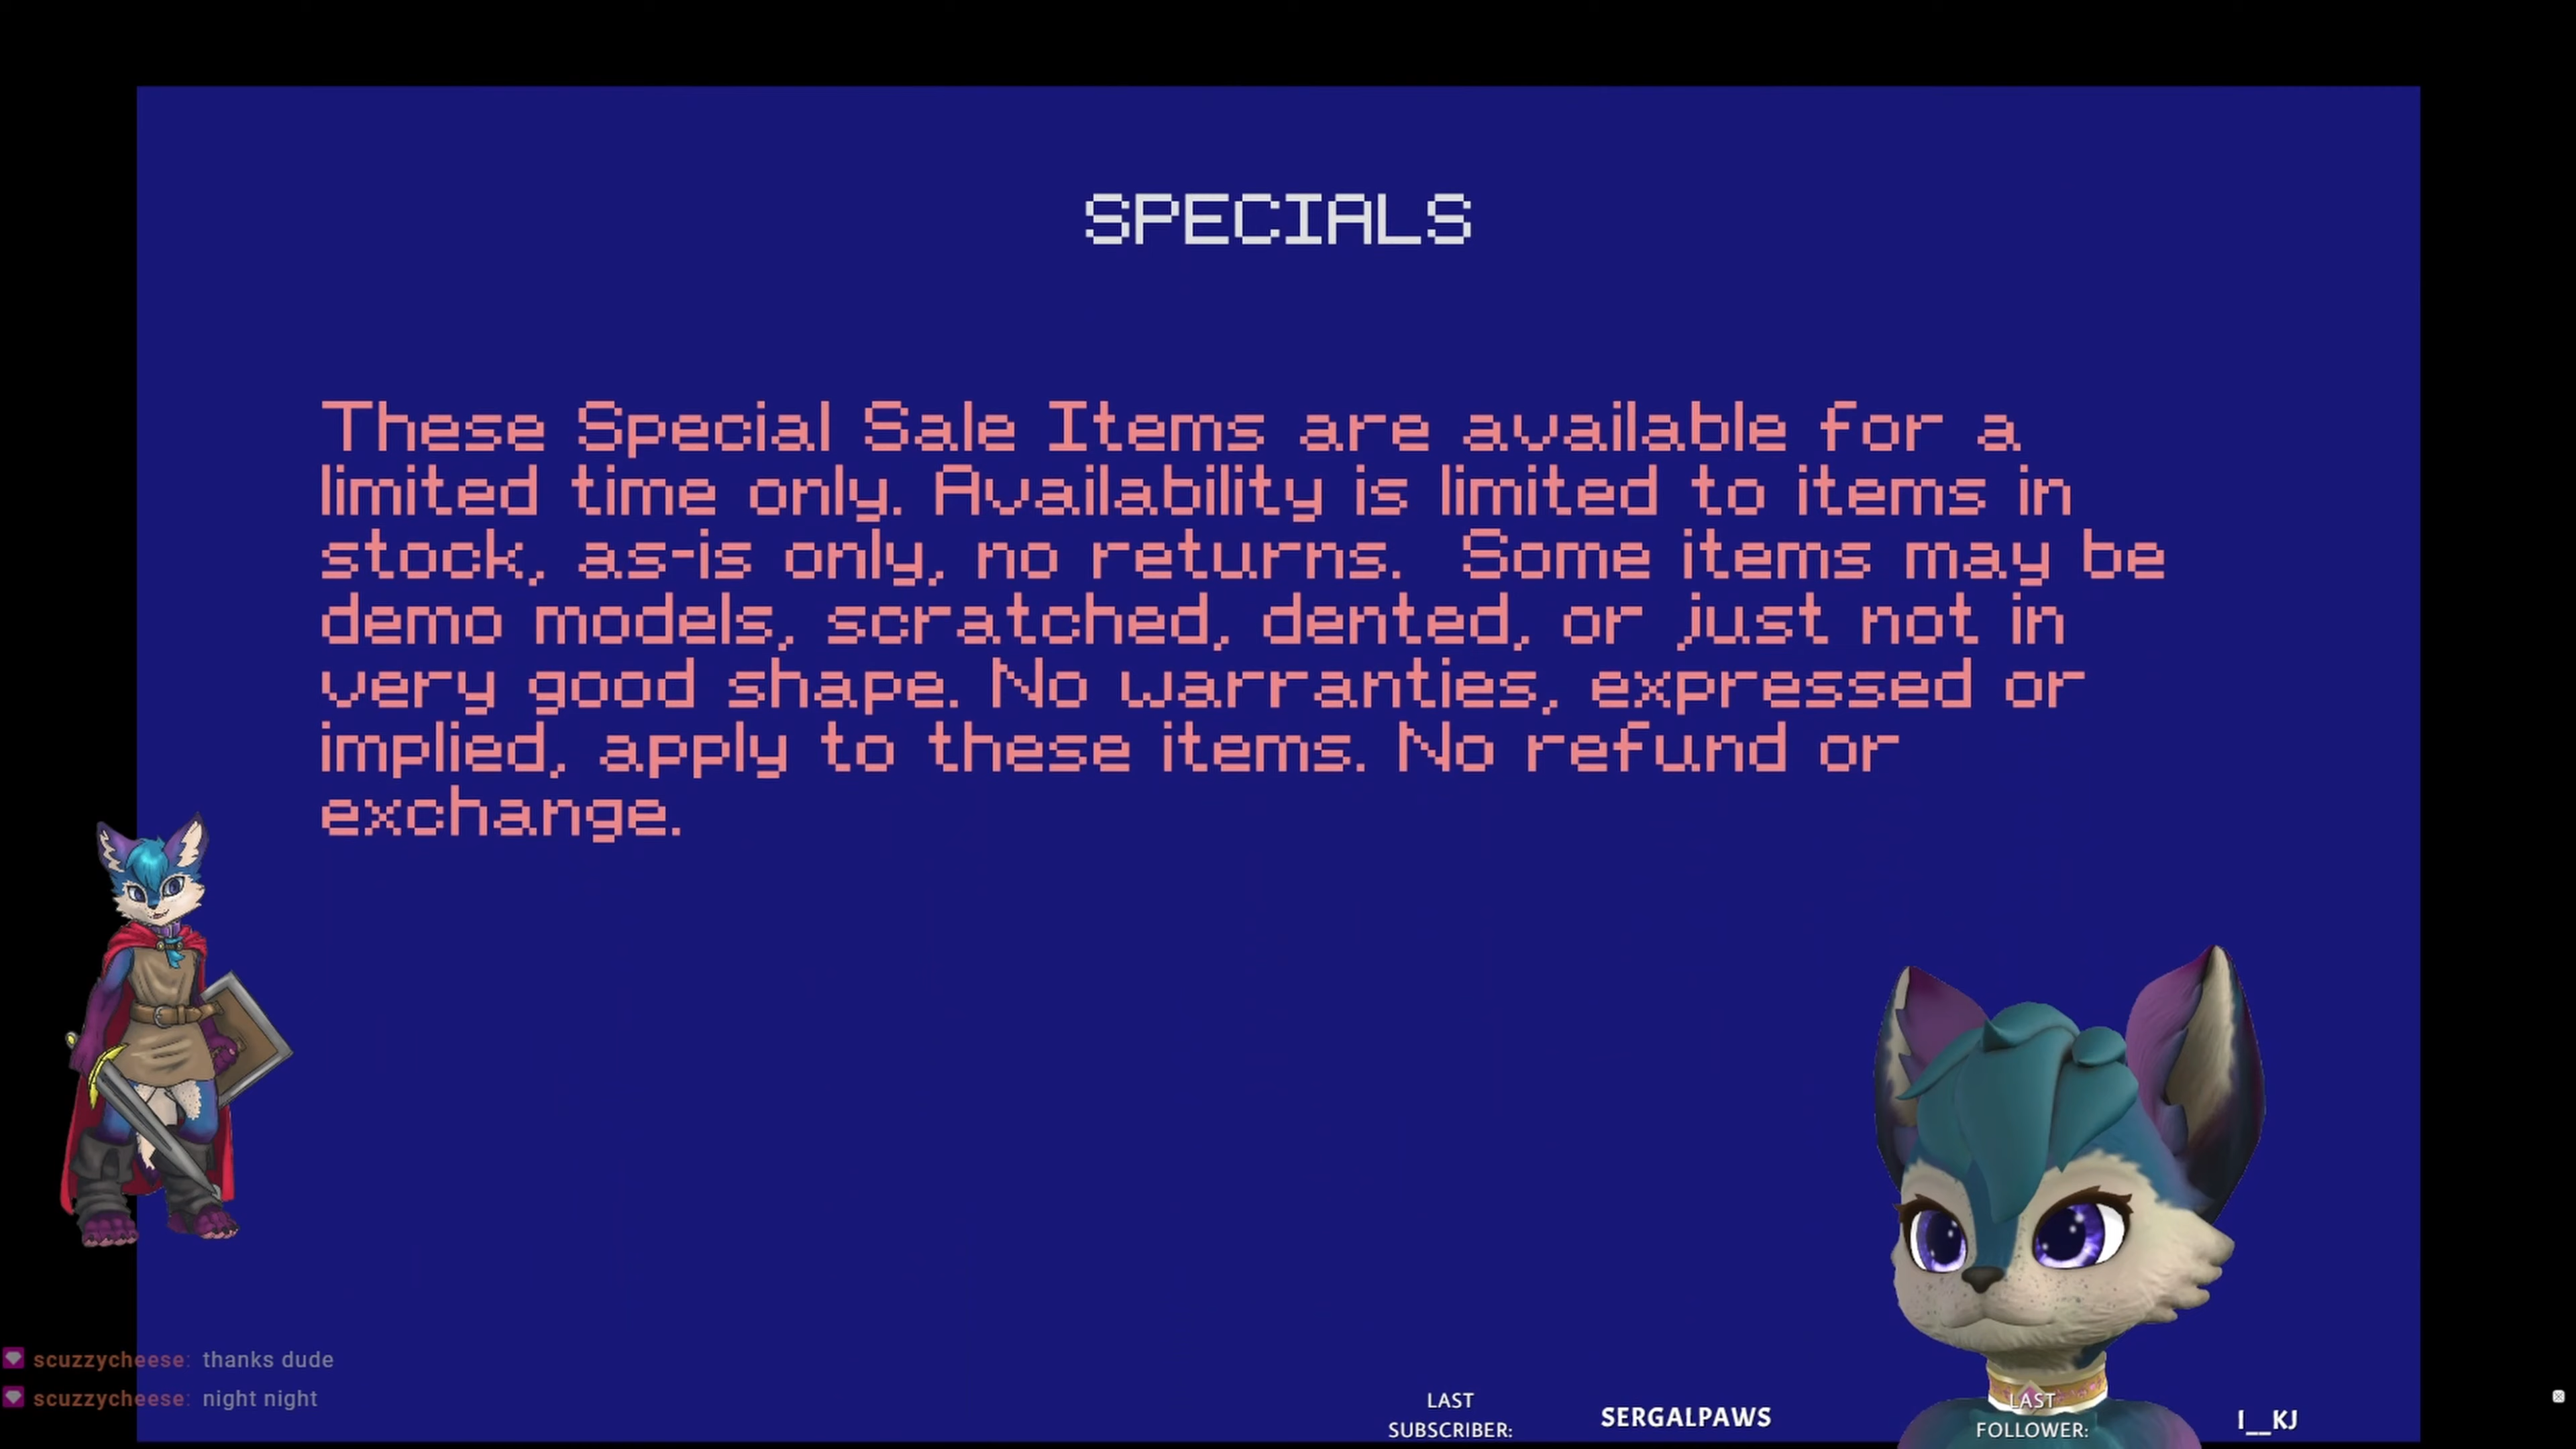 SPECIALS
These Special Sale Items are available for a
limited time only. Availability is limited to items in
stock, as-is only, no returns.  Some items may be
demo models, scratched, dented, or just not in
very good shape. No warranties, expressed or
implied, apply to these items. No refund or
exchange.
scuzzycheese: thanks dude
scuzzycheese: night night
LAST
SUBSCRIBER:
SERGALPAWS
LAST
FOLLOWER:
I__KJ